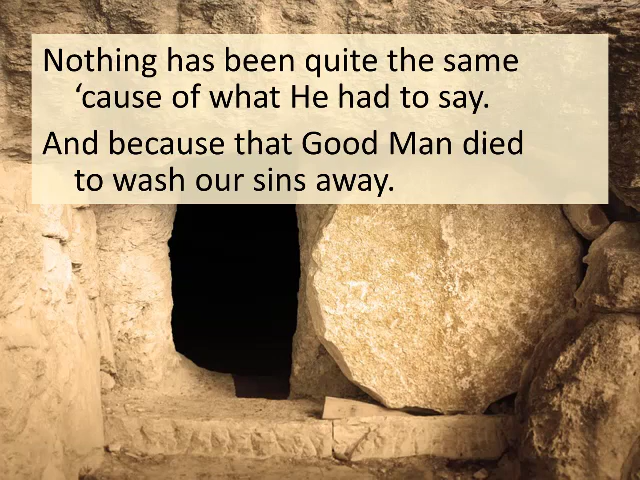 Nothing has been quite the same
‘cause of what He had to say.
And because that Good Man died
to wash our sins away.